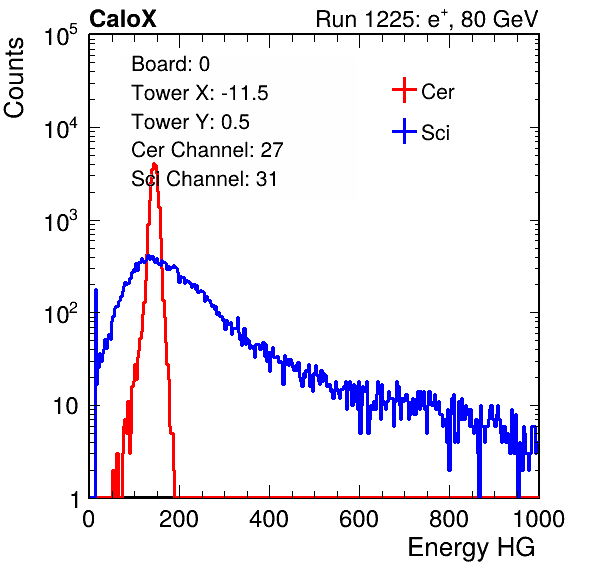 CaloX Run 1225: e⁺, 80 GeV
Counts
Board: 0
Tower X: -11.5
Tower Y: 0.5
Cer Channel: 27
Sci Channel: 31
Cer
Sci
10⁵
10⁴
10³
10²
10
1
0 200 400 600 800 1000
Energy HG